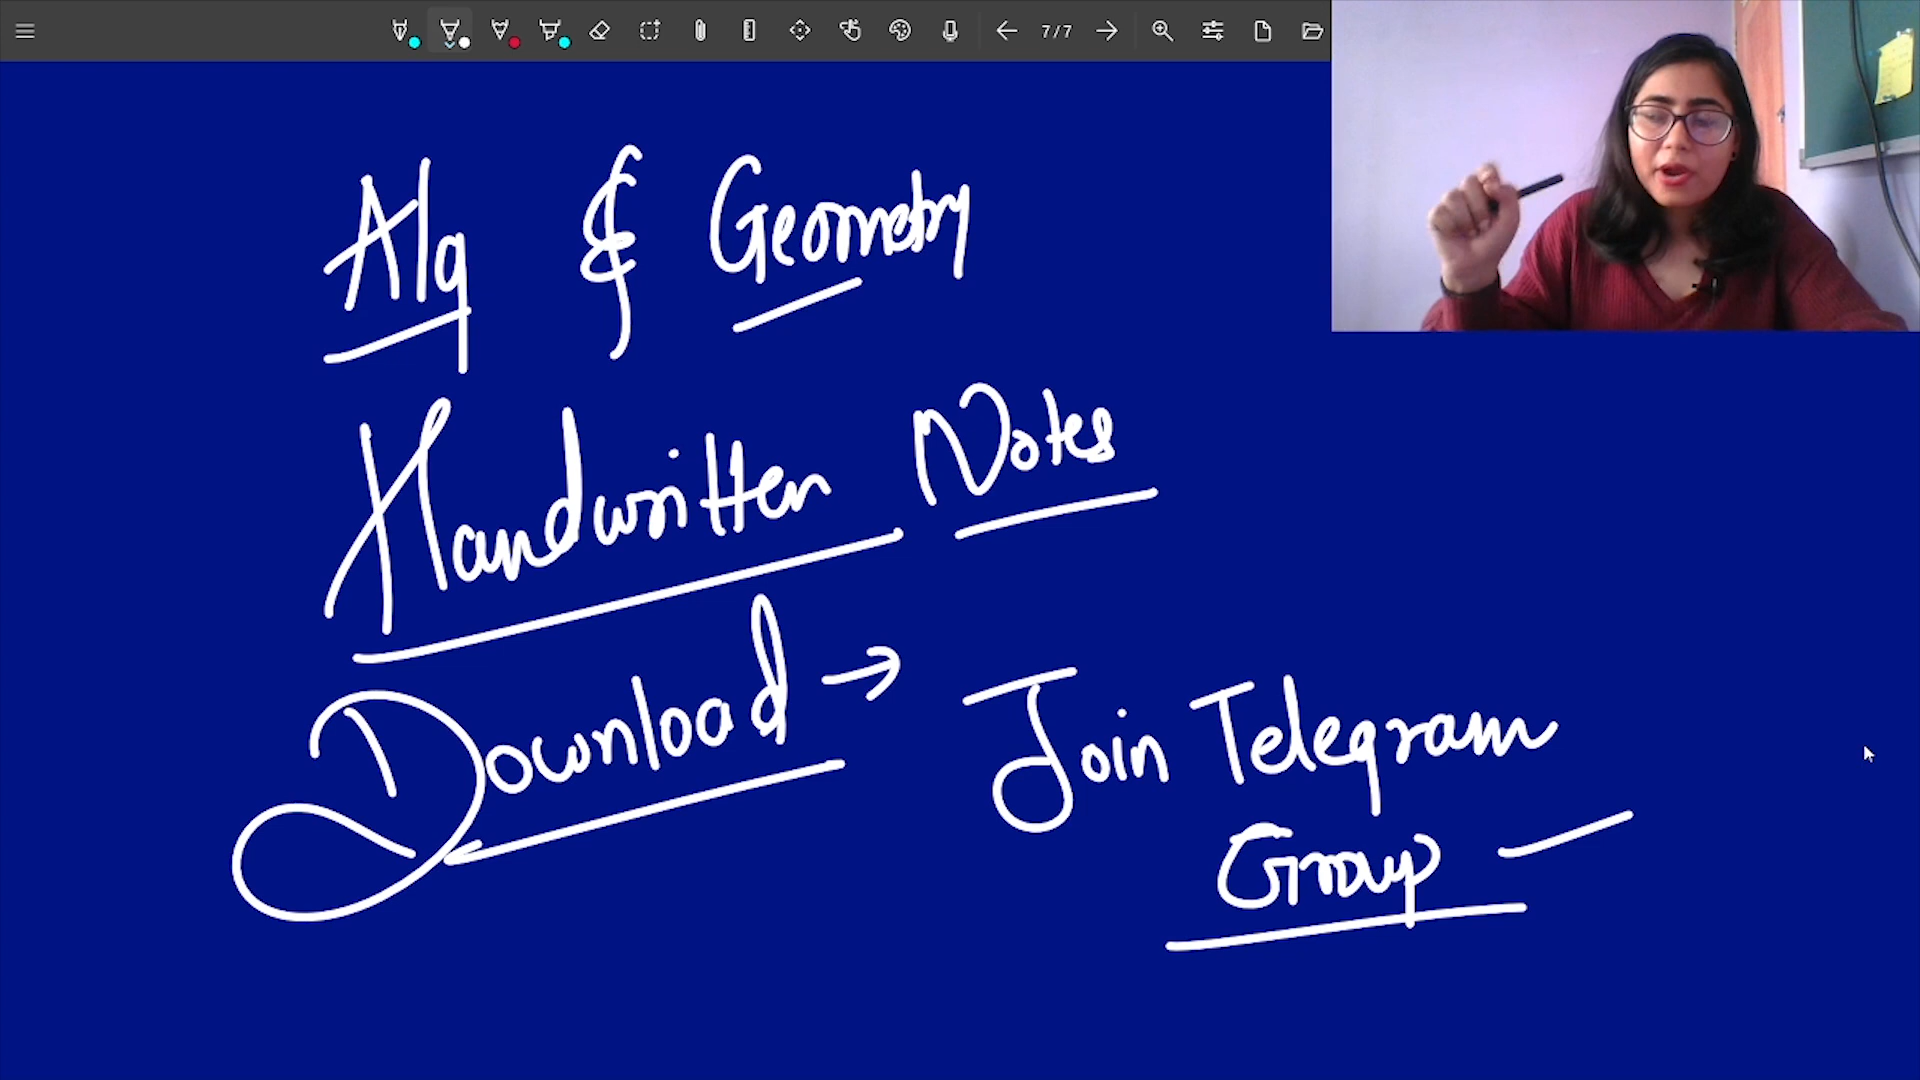 7/7
Alg & Geometry
Handwritten Notes
Download → Join Telegram
Group